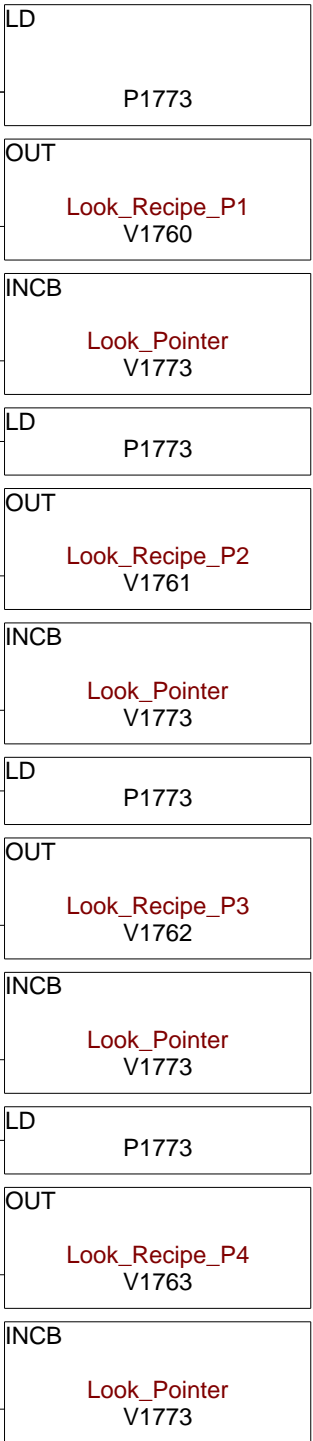 LD
P1773
OUT
Look_Recipe_P1
V1760
INCB
Look_Pointer
V1773
LD
P1773
OUT
Look_Recipe_P2
V1761
INCB
Look_Pointer
V1773
LD
P1773
OUT
Look_Recipe_P3
V1762
INCB
Look_Pointer
V1773
LD
P1773
OUT
Look_Recipe_P4
V1763
INCB
Look_Pointer
V1773